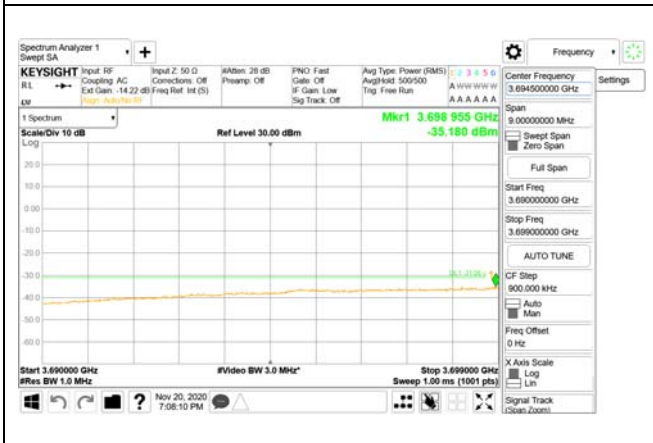 Spectrum Analyzer 1
Swept SA
+
Frequency
KEYSIGHT
RL
Input: RF
Coupling: AC
Ext Gain: -14.22 dB
Align: Auto/No RF
Input Z: 50 Ω
Corrections: Off
Freq Ref: Int (S)
#Atten: 28 dB
Preamp: Off
PNO: Fast
Gate: Off
IF Gain: Low
Sig Track: Off
Avg Type: Power (RMS)
Avg|Hold: 500/500
Trig: Free Run
1 2 3 4 5 6
A W W W W W
A A A A A A
1 Spectrum
Scale/Div 10 dB
Log
Ref Level 30.00 dBm
Mkr1 3.698 955 GHz
-35.180 dBm
20.0
10.0
0.00
-10.0
-20.0
-30.0
-40.0
-50.0
-60.0
Start 3.690000 GHz
#Res BW 1.0 MHz
#Video BW 3.0 MHz*
Stop 3.699000 GHz
Sweep 1.00 ms (1001 pts)
?
Nov 20, 2020
7:08:10 PM
Center Frequency
3.694500000 GHz
Settings
Span
9.00000000 MHz
Swept Span
Zero Span
Full Span
Start Freq
3.690000000 GHz
Stop Freq
3.699000000 GHz
AUTO TUNE
CF Step
900.000 kHz
Auto
Man
Freq Offset
0 Hz
X Axis Scale
Log
Lin
Signal Track
(Span Zoom)